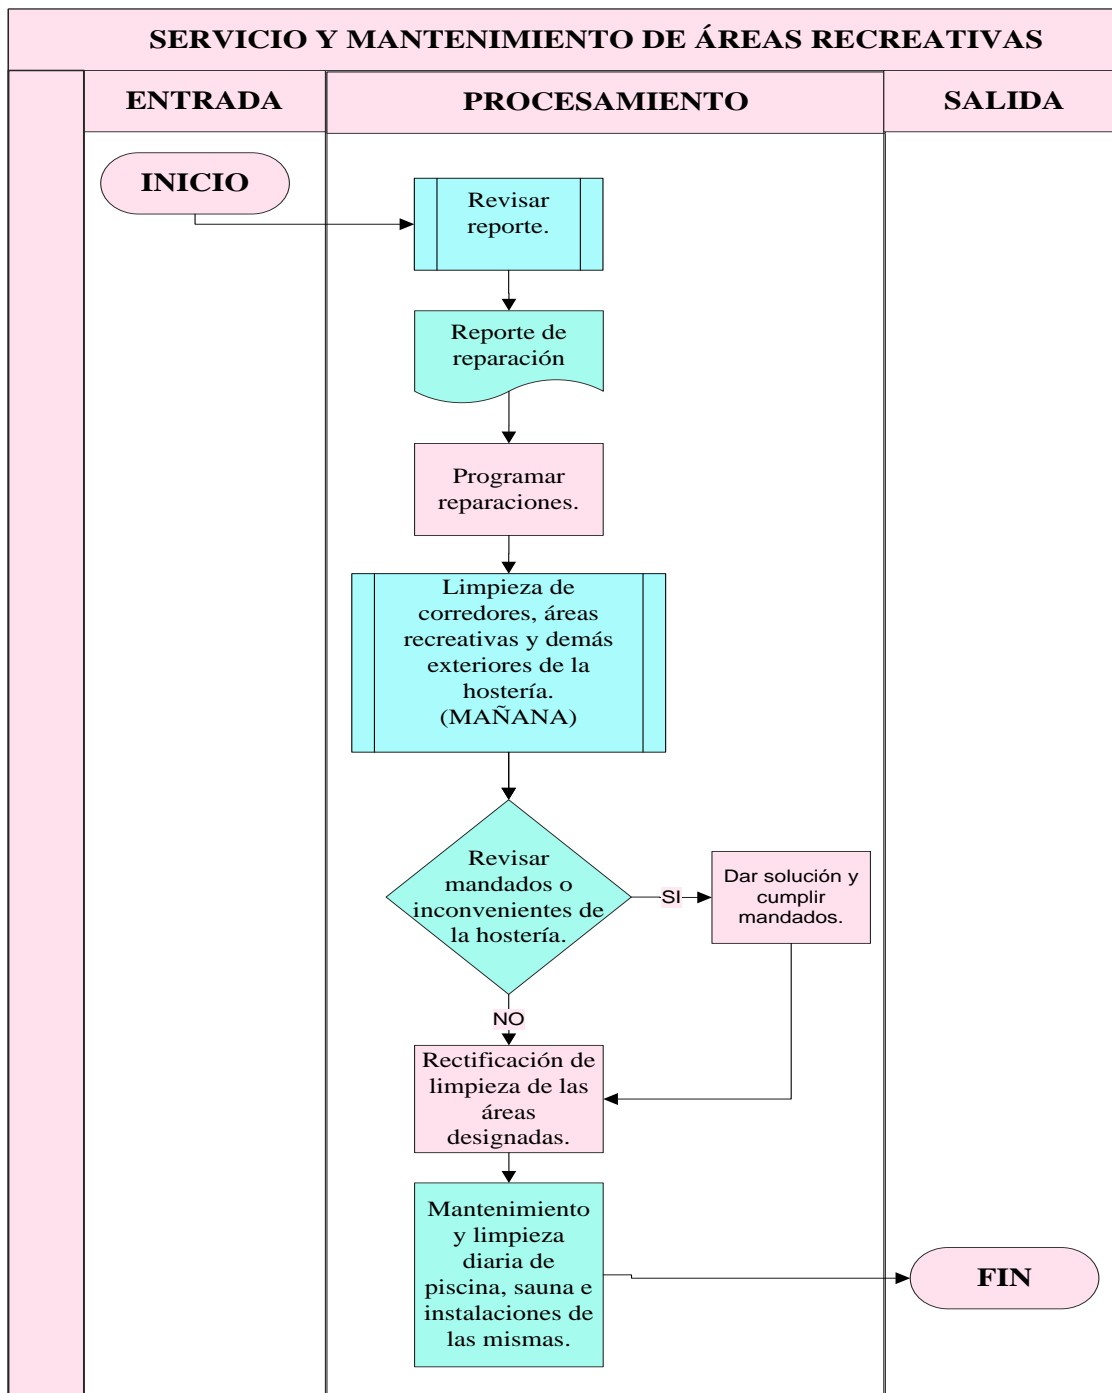 SERVICIO Y MANTENIMIENTO DE ÁREAS RECREATIVAS
ENTRADA
PROCESAMIENTO
SALIDA
INICIO
Revisar
reporte.
Reporte de
reparación
Programar
reparaciones.
Limpieza de
corredores, áreas
recreativas y demás
exteriores de la
hostería.
(MAÑANA)
Revisar
mandados o
inconvenientes de
la hostería.
SI
Dar solución y
cumplir
mandados.
NO
Rectificación de
limpieza de las
áreas
designadas.
Mantenimiento
y limpieza
diaria de
piscina, sauna e
instalaciones de
las mismas.
FIN